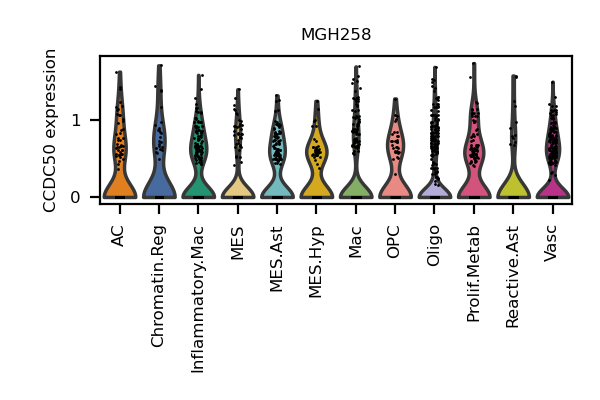 MGH258
CCDC50 expression
1
0
AC
Chromatin.Reg
Inflammatory.Mac
MES
MES.Ast
MES.Hyp
Mac
OPC
Oligo
Prolif.Metab
Reactive.Ast
Vasc